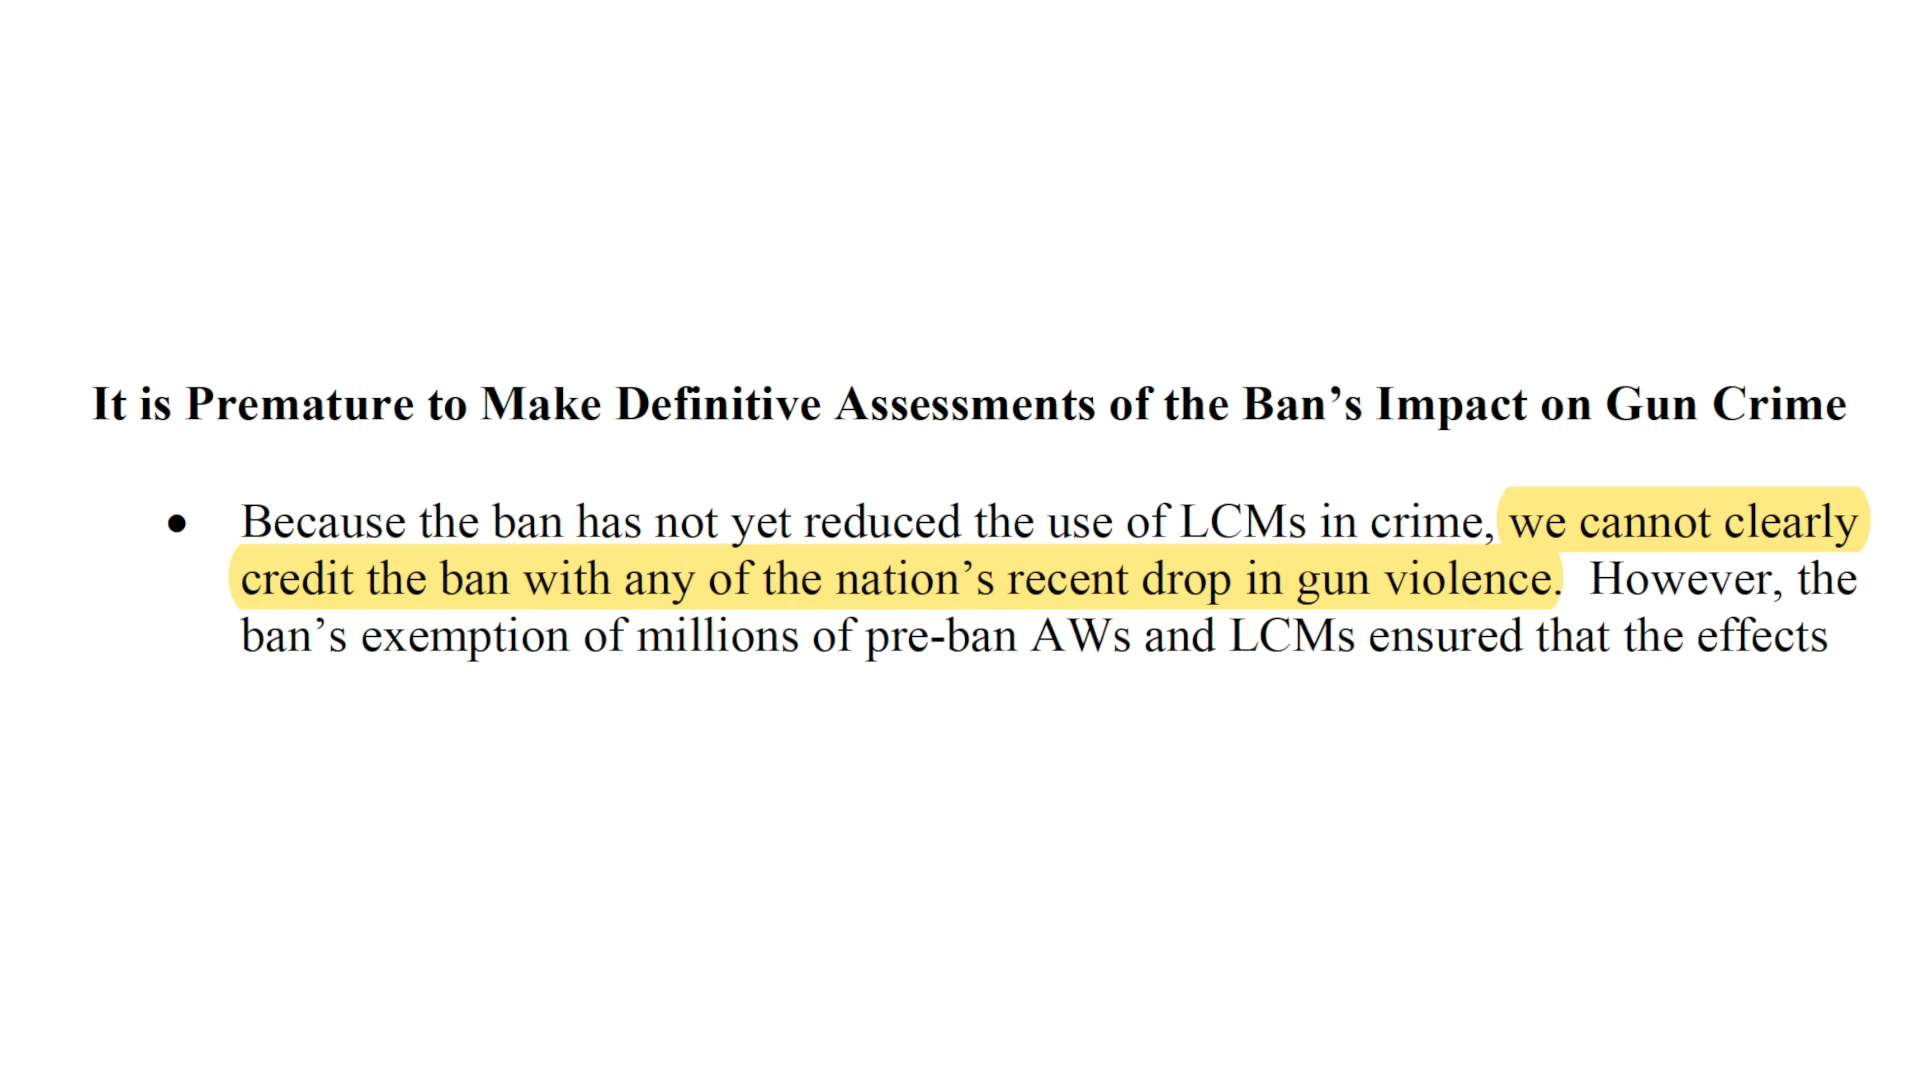 It is Premature to Make Definitive Assessments of the Ban’s Impact on Gun Crime
● Because the ban has not yet reduced the use of LCMs in crime, we cannot clearly
credit the ban with any of the nation’s recent drop in gun violence. However, the
ban’s exemption of millions of pre-ban AWs and LCMs ensured that the effects